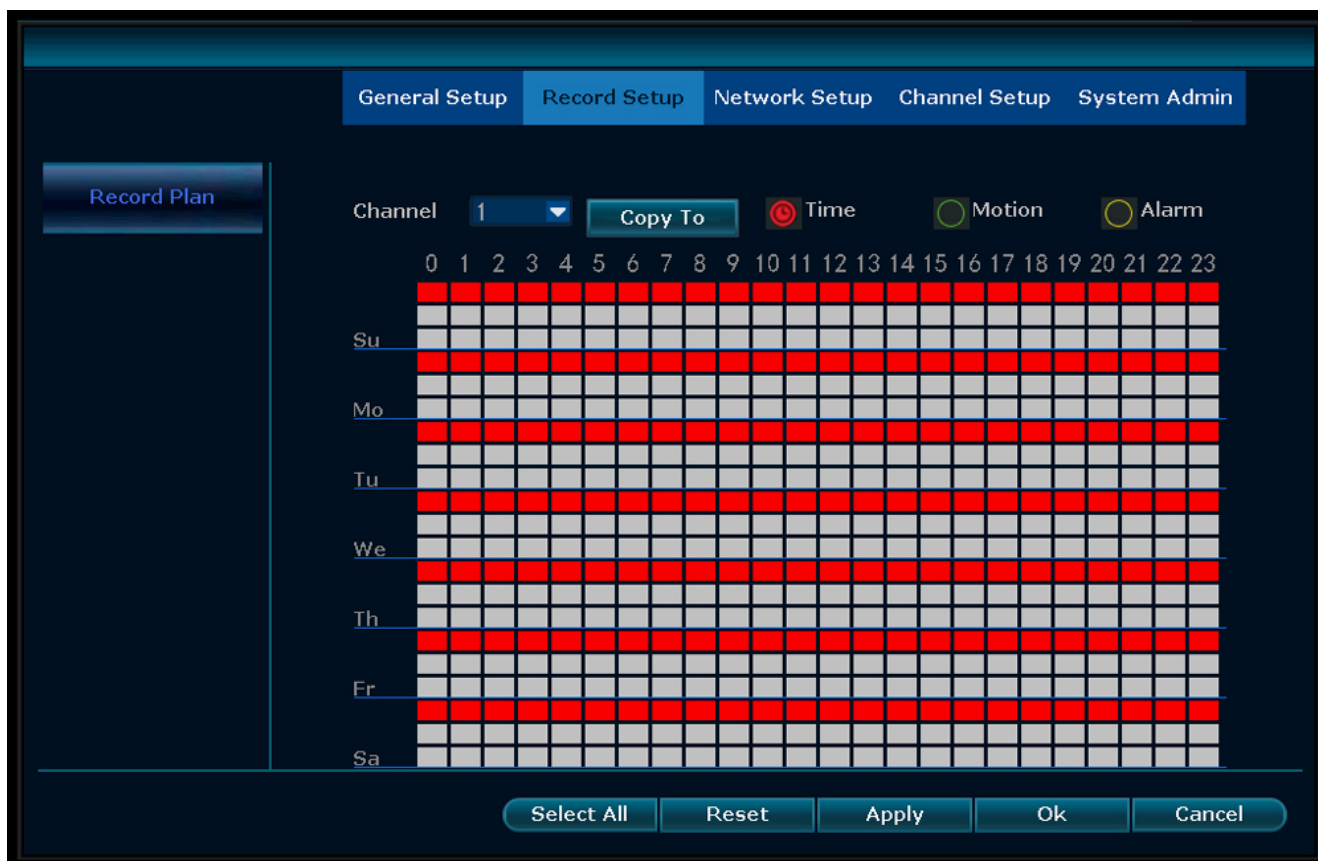 General Setup Record Setup Network Setup Channel Setup System Admin
Record Plan
Channel 1 Copy To Time Motion Alarm
0 1 2 3 4 5 6 7 8 9 10 11 12 13 14 15 16 17 18 19 20 21 22 23
Su
Mo
Tu
We
Th
Fr
Sa
Select All Reset Apply Ok Cancel